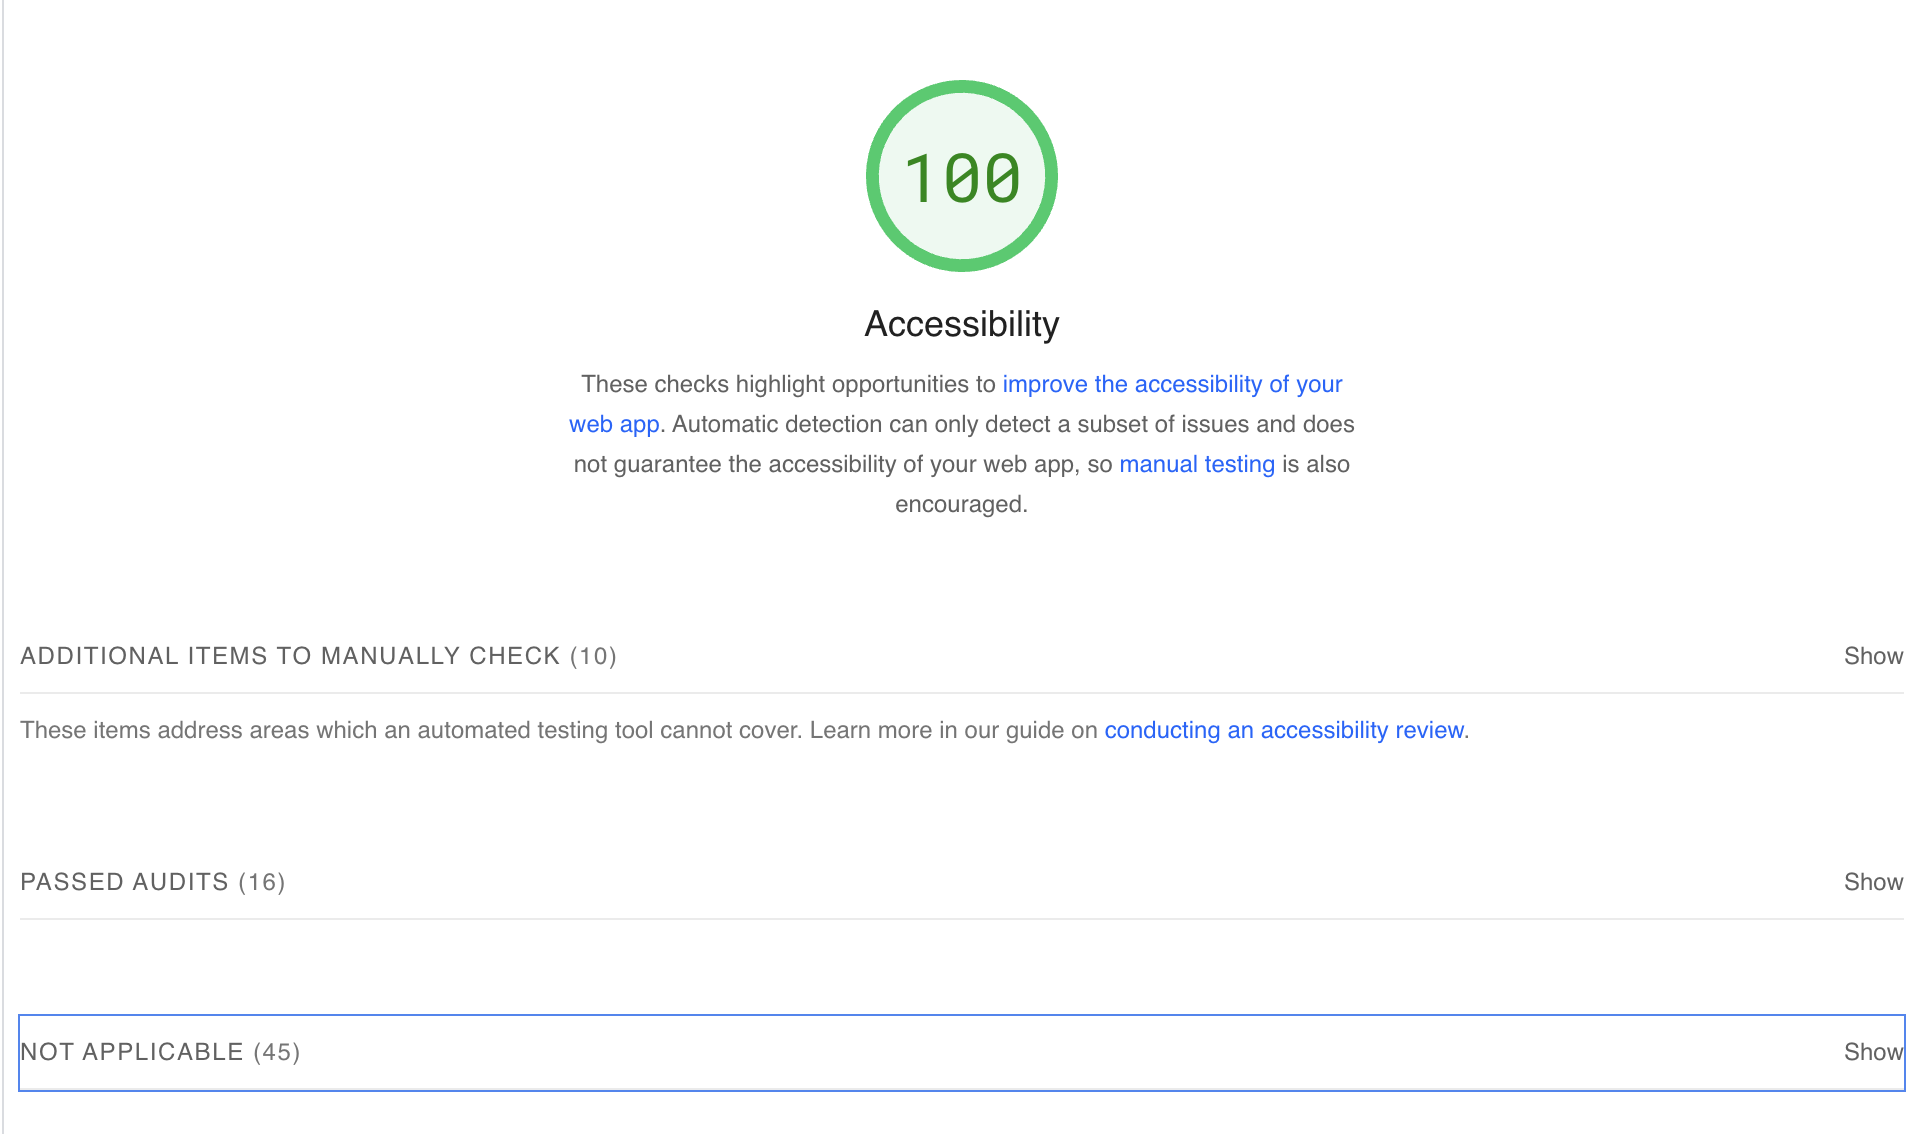 100
Accessibility
These checks highlight opportunities to improve the accessibility of your
web app. Automatic detection can only detect a subset of issues and does
not guarantee the accessibility of your web app, so manual testing is also
encouraged.
ADDITIONAL ITEMS TO MANUALLY CHECK (10) Show
These items address areas which an automated testing tool cannot cover. Learn more in our guide on conducting an accessibility review.
PASSED AUDITS (16) Show
NOT APPLICABLE (45) Show